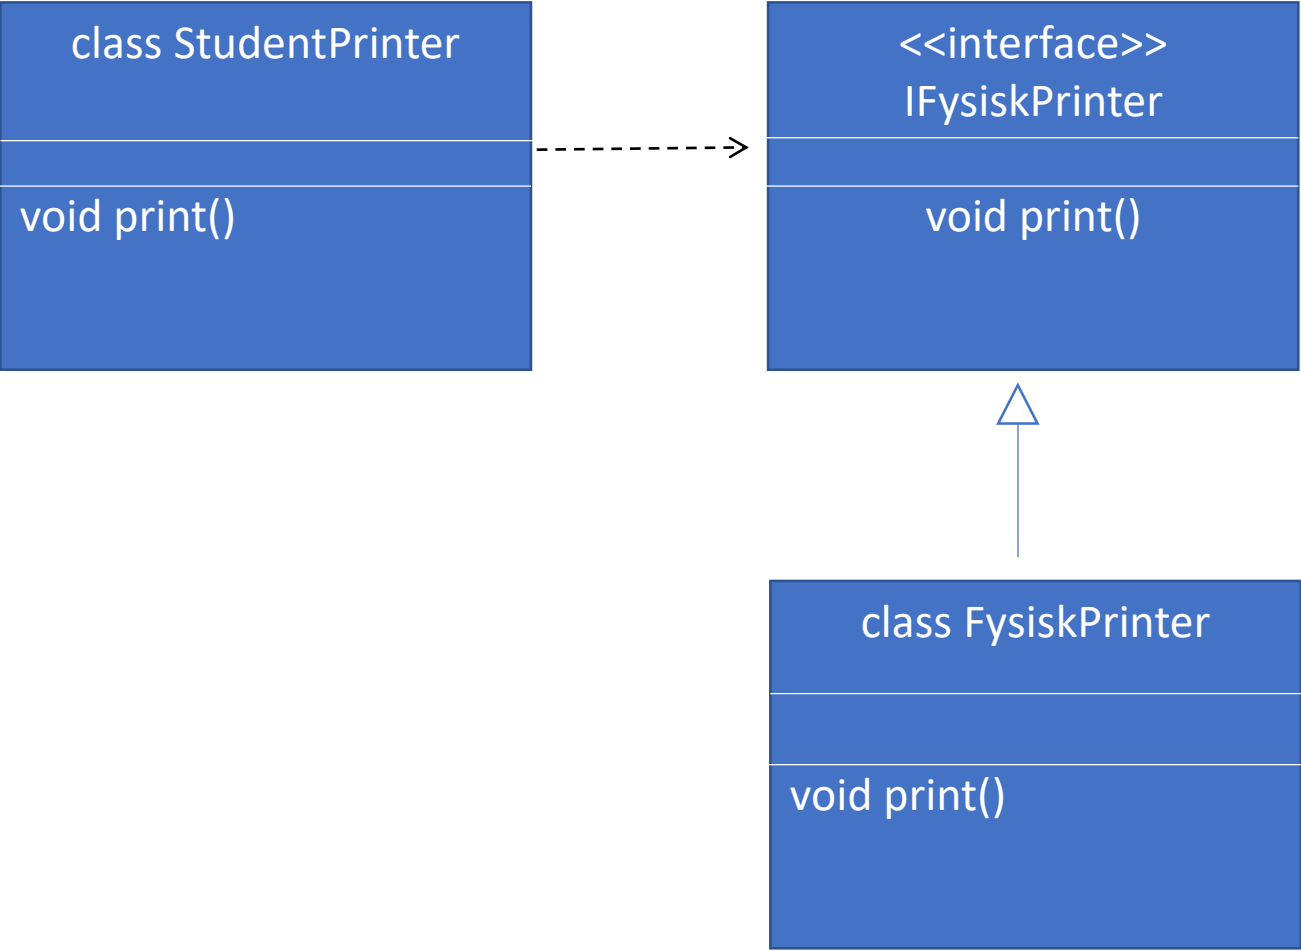 class StudentPrinter
void print()
<<interface>>
IFysiskPrinter
void print()
class FysiskPrinter
void print()